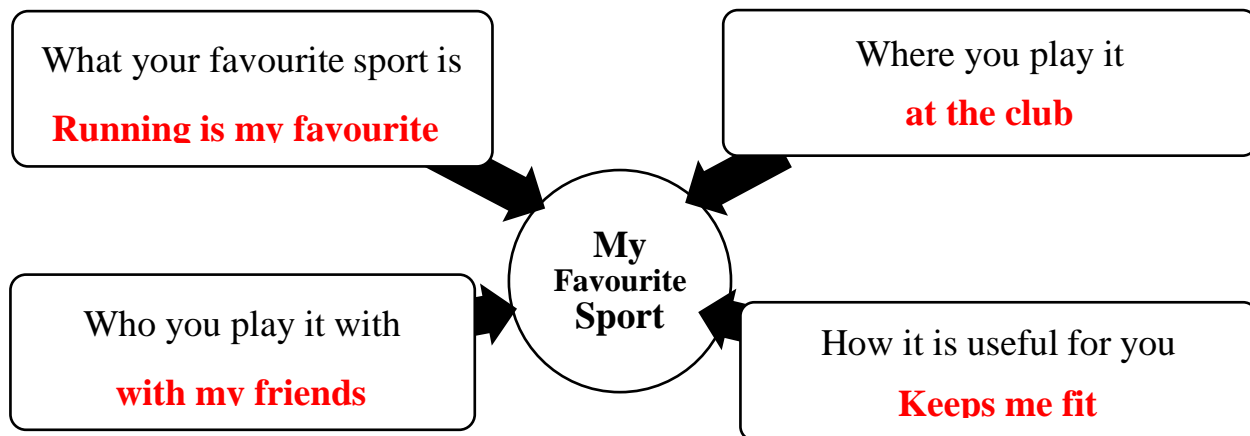 What your favourite sport is
Running is my favourite
Where you play it
at the club
My
Favourite
Sport
Who you play it with
with my friends
How it is useful for you
Keeps me fit